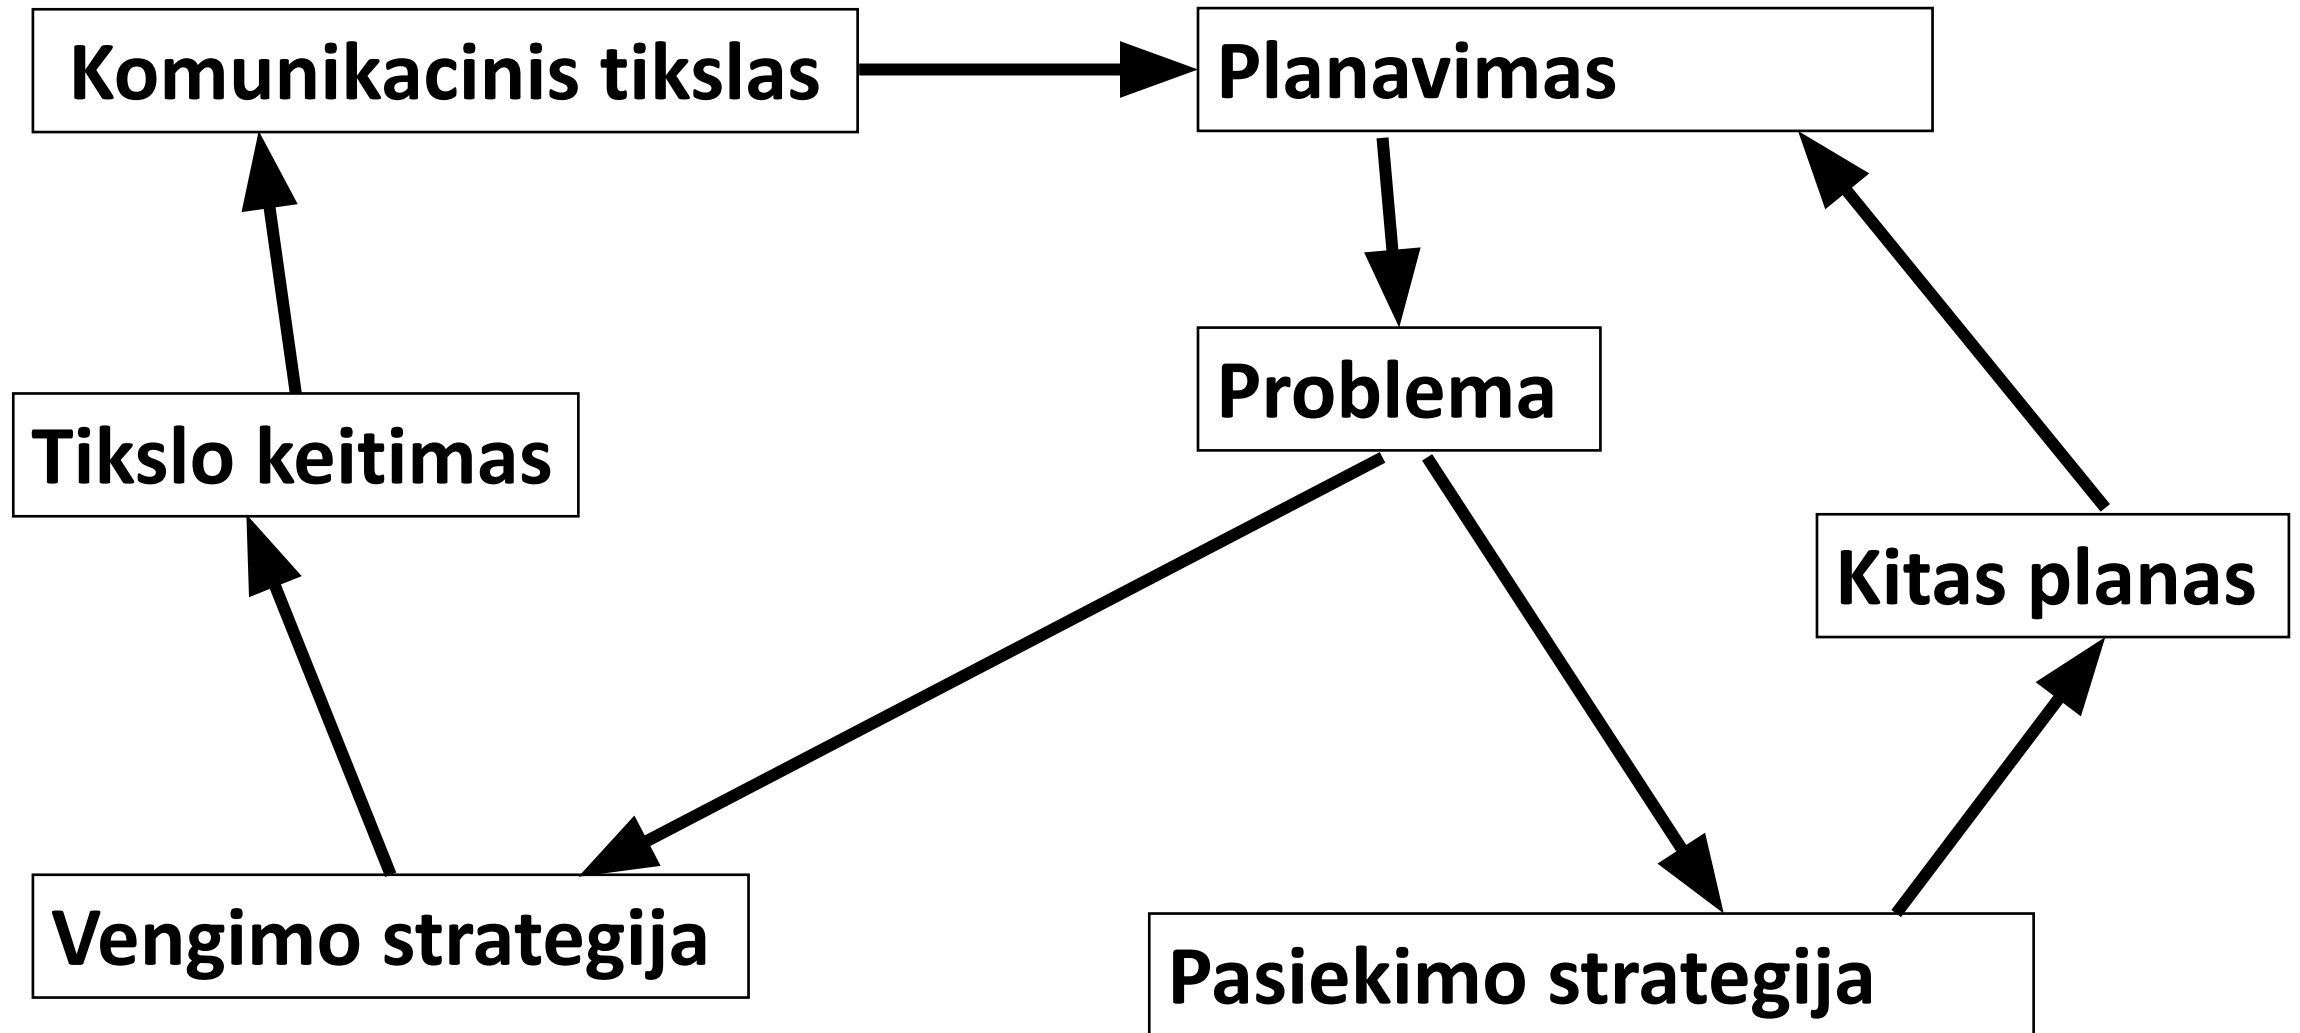 Komunikacinis tikslas
Planavimas
Problema
Tikslo keitimas
Kitas planas
Vengimo strategija
Pasiekimo strategija